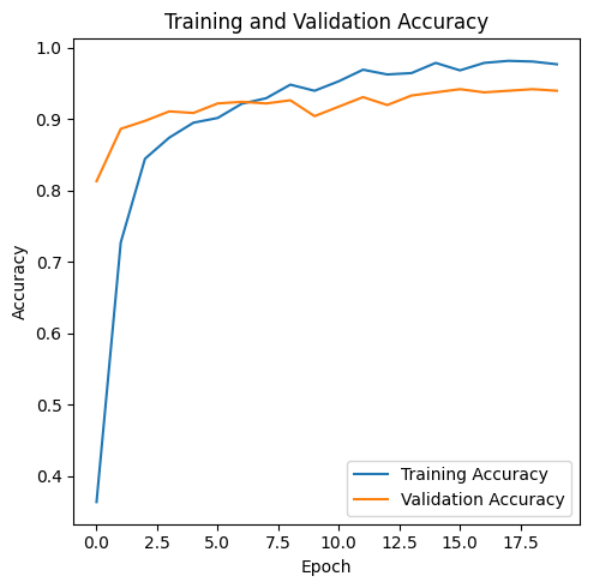 Training and Validation Accuracy
1.0
0.9
0.8
0.7
0.6
0.5
0.4
Accuracy
Training Accuracy
Validation Accuracy
0.0 2.5 5.0 7.5 10.0 12.5 15.0 17.5
Epoch